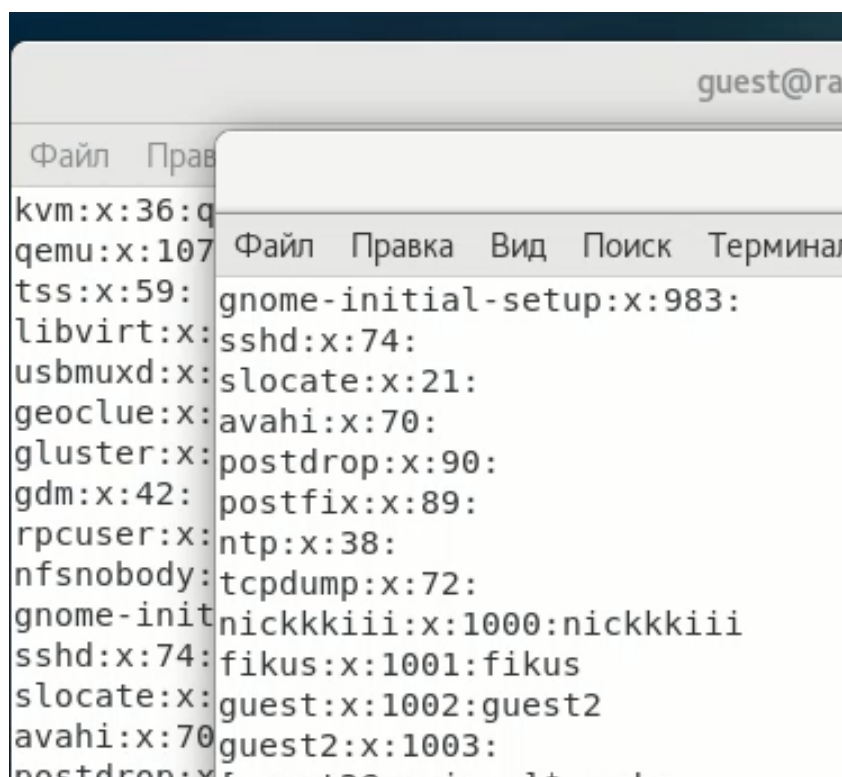 guest@ra
Файл Прав
kvm:x:36:q
qemu:x:107
tss:x:59:
libvirt:x:
usbmuxd:x:
geoclue:x:
gluster:x:
gdm:x:42:
rpcuser:x:
nfsnobody:
gnome-init
sshd:x:74:
slocate:x:
avahi:x:70
postdrop:x
Файл Правка Вид Поиск Терминал
gnome-initial-setup:x:983:
sshd:x:74:
slocate:x:21:
avahi:x:70:
postdrop:x:90:
postfix:x:89:
ntp:x:38:
tcpdump:x:72:
nickkkiii:x:1000:nickkkiii
fikus:x:1001:fikus
guest:x:1002:guest2
guest2:x:1003: